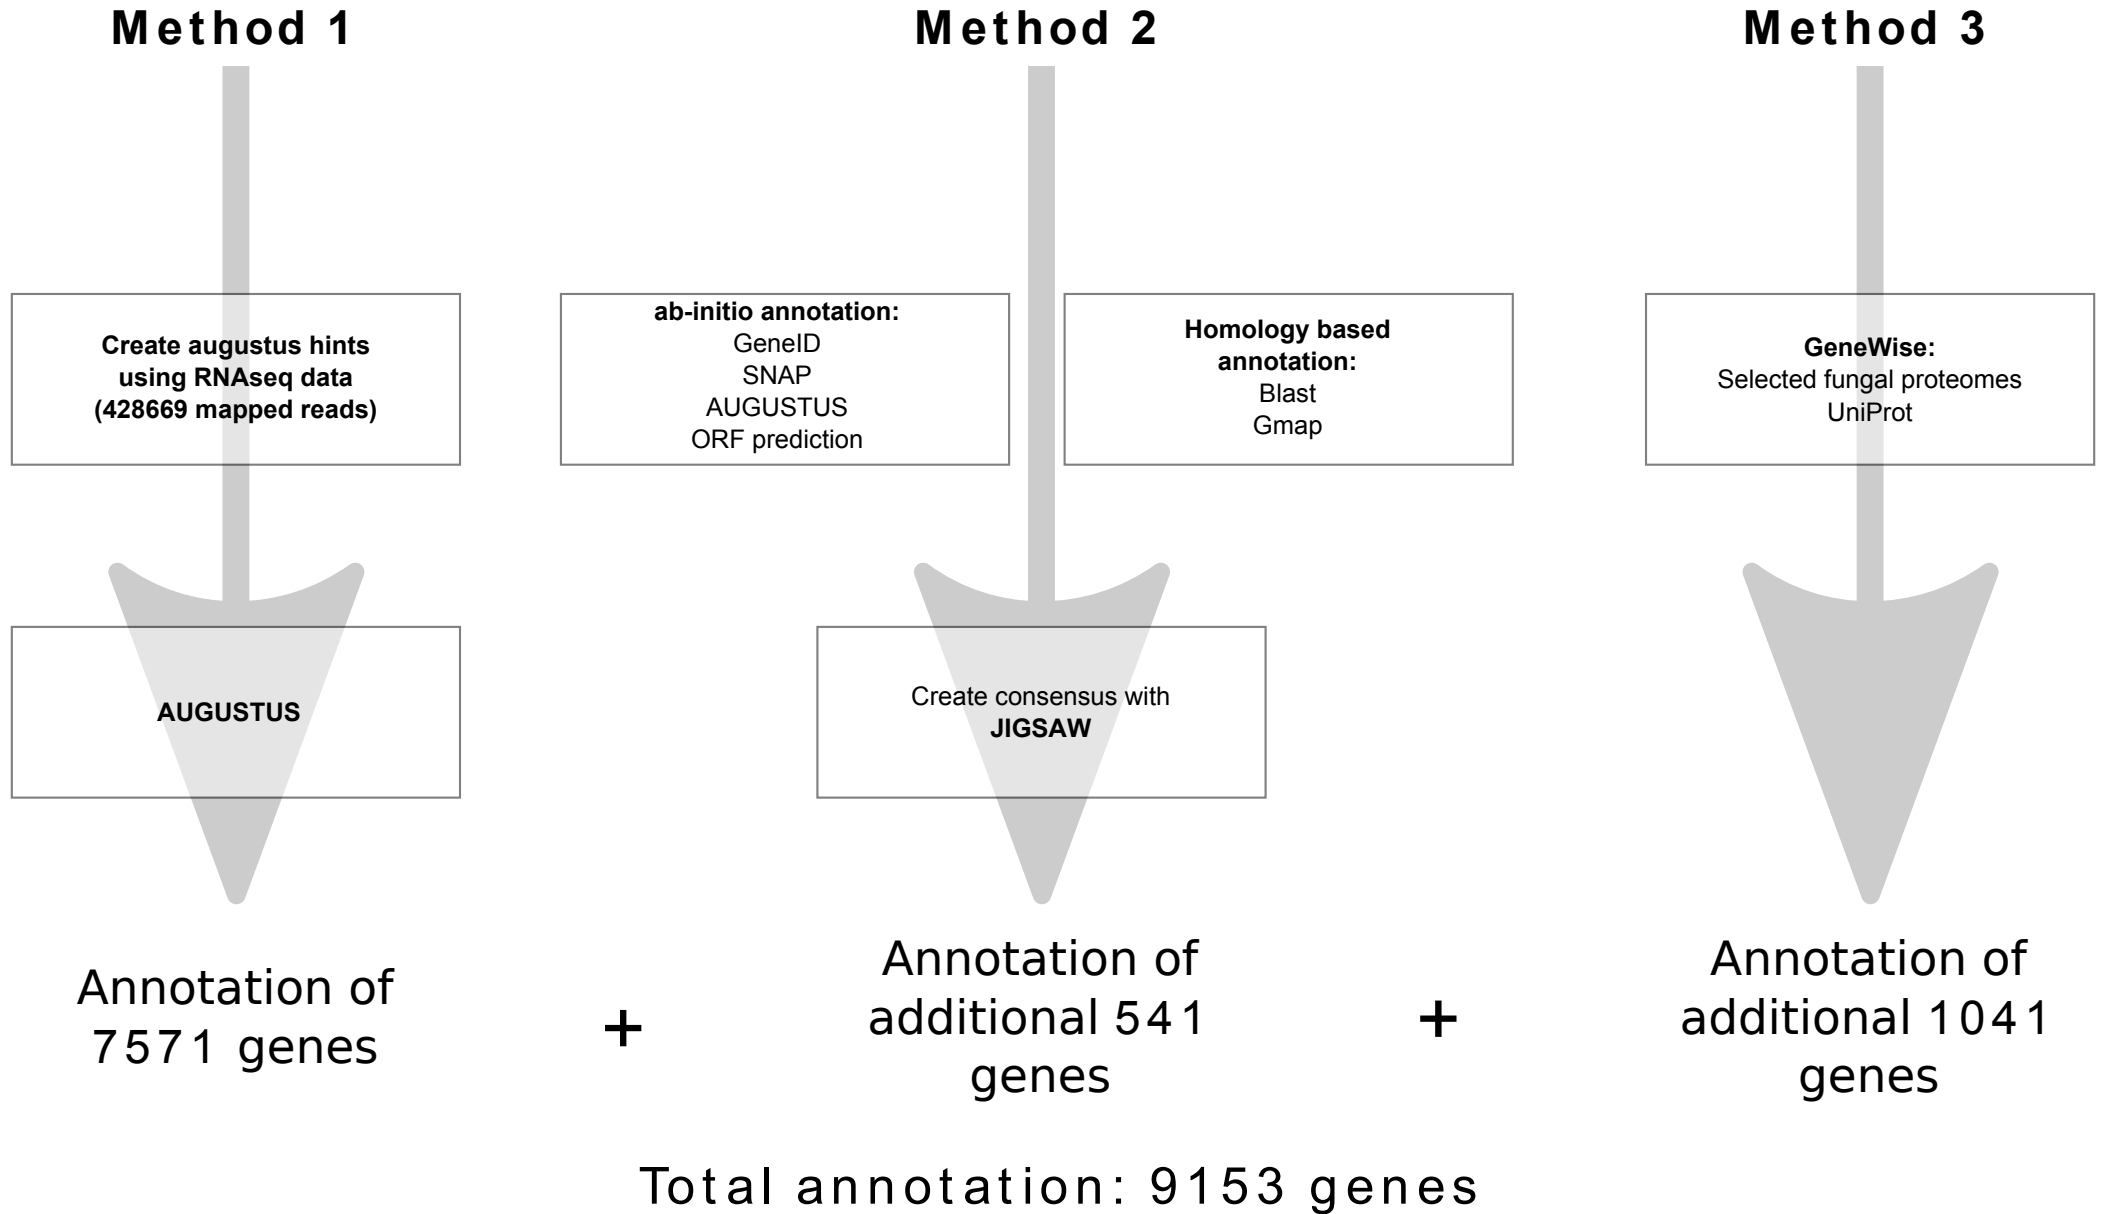 Method 1
Method 2
Method 3
Create augustus hints
using RNAseq data
(428669 mapped reads)
ab-initio annotation:
GeneID
SNAP
AUGUSTUS
ORF prediction
Homology based
annotation:
Blast
Gmap
GeneWise:
Selected fungal proteomes
UniProt
AUGUSTUS
Create consensus with
JIGSAW
Annotation of
7571 genes
+
Annotation of
additional 541
genes
+
Annotation of
additional 1041
genes
Total annotation: 9153 genes